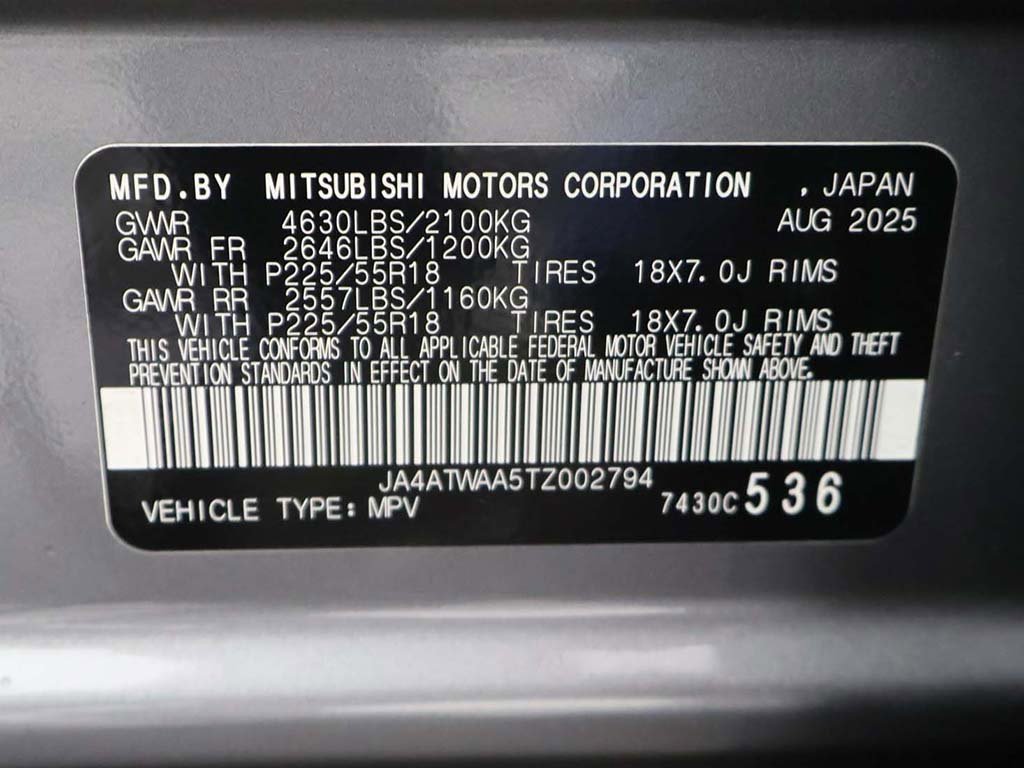 MFD.BY MITSUBISHI MOTORS CORPORATION , JAPAN
GVWR 4630LBS/2100KG AUG 2025
GAWR FR 2646LBS/1200KG
WITH P225/55R18 TIRES 18X7.0J RIMS
GAWR RR 2557LBS/1160KG
WITH P225/55R18 TIRES 18X7.0J RIMS
THIS VEHICLE CONFORMS TO ALL APPLICABLE FEDERAL MOTOR VEHICLE SAFETY AND THEFT
PREVENTION STANDARDS IN EFFECT ON THE DATE OF MANUFACTURE SHOWN ABOVE.
JA4ATWAA5TZ002794
VEHICLE TYPE: MPV 7430C 536